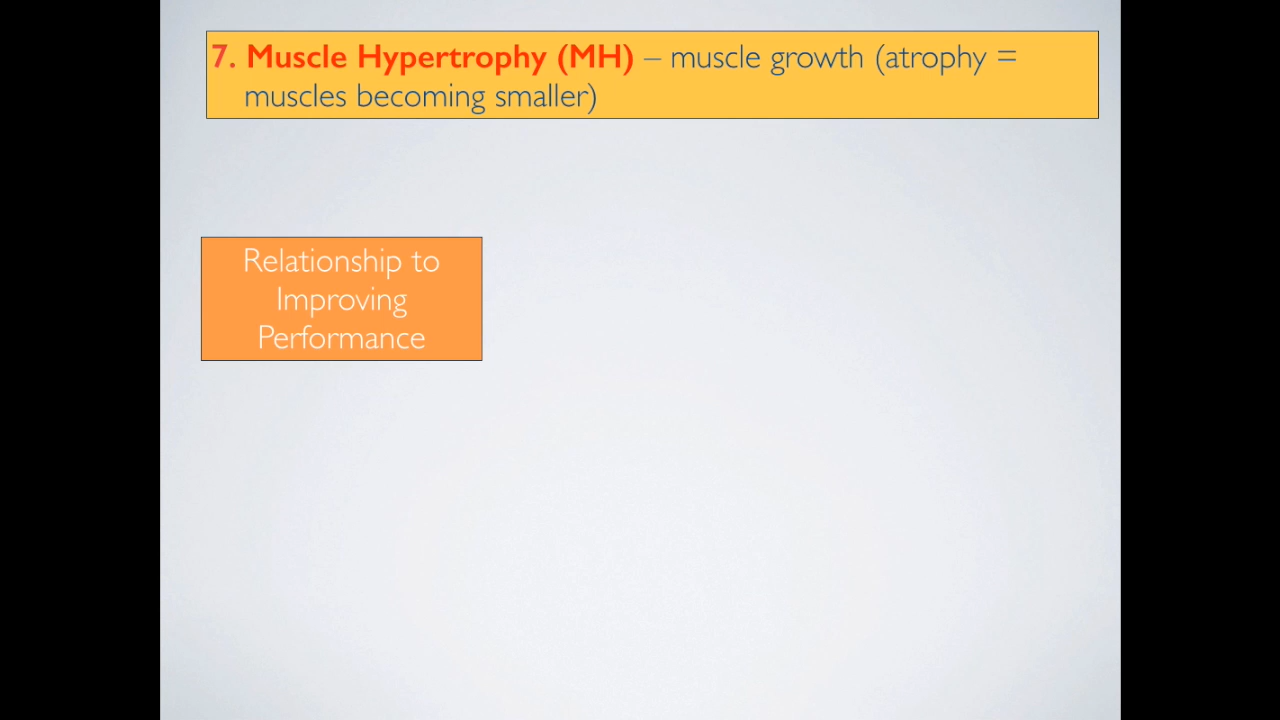 7. Muscle Hypertrophy (MH) – muscle growth (atrophy =
muscles becoming smaller)
Relationship to
Improving
Performance